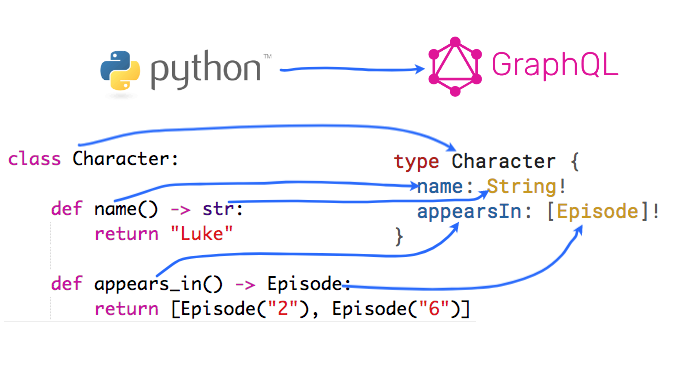 python™ GraphQL
class Character:
def name() -> str:
return "Luke"
def appears_in() -> Episode:
return [Episode("2"), Episode("6")]
type Character {
name: String!
appearsIn: [Episode]!
}